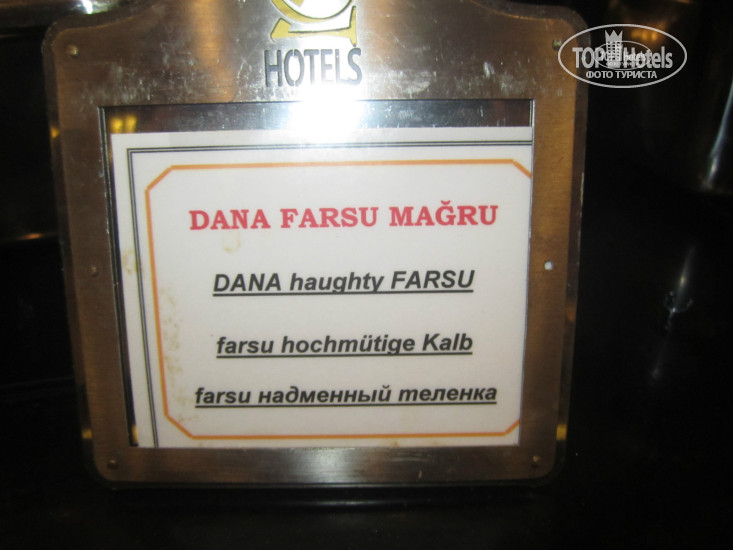 HOTELS
TOP Hotels
ФОТО ТУРИСТА
DANA FARSU MAĞRU
DANA haughty FARSU
farsu hochmütige Kalb
farsu надменный теленка